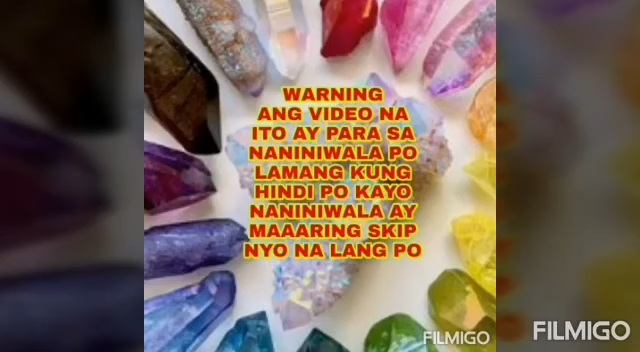 WARNING
ANG VIDEO NA
ITO AY PARA SA
NANINIWALA PO
LAMANG KUNG
HINDI PO KAYO
NANINIWALA AY
MAAARING SKIP
NYO NA LANG PO
FILMIGO
FILMIGO